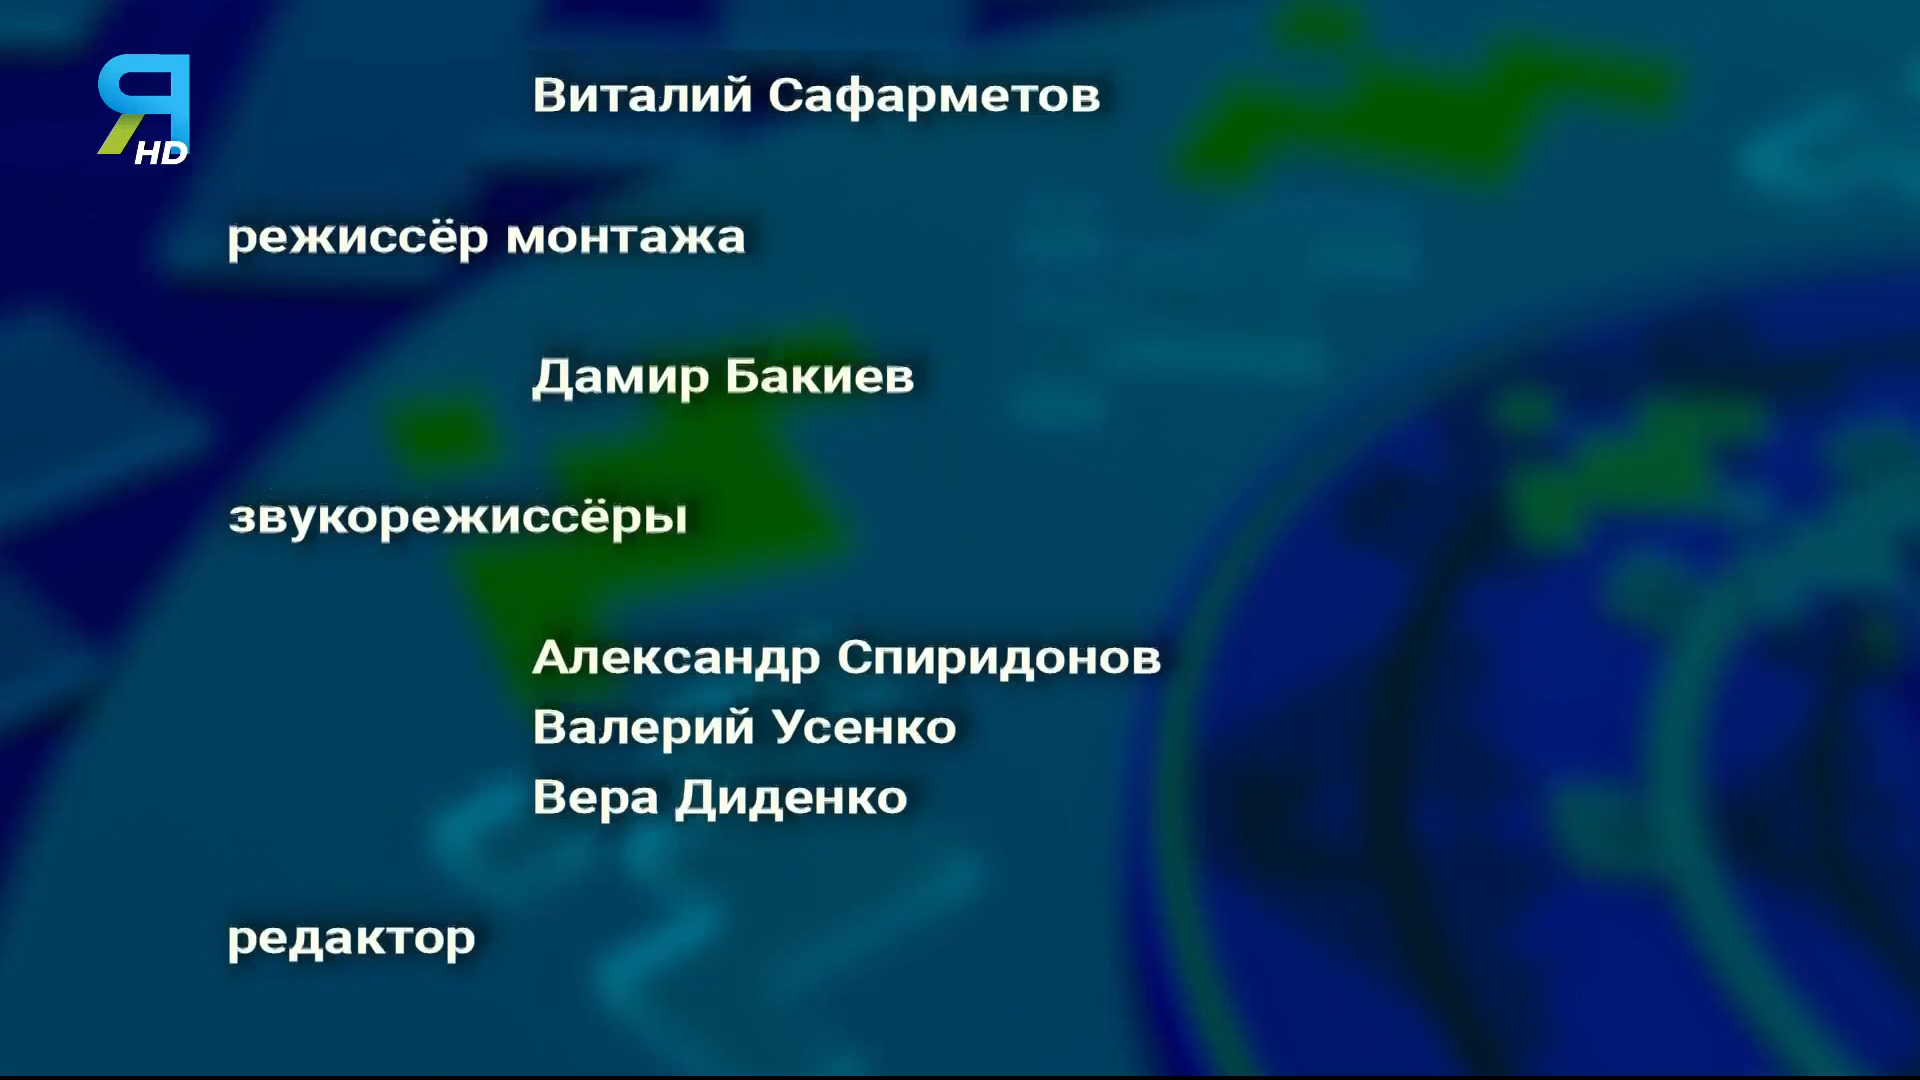 Я
HD
Виталий Сафарметов
режиссёр монтажа
Дамир Бакиев
звукорежиссёры
Александр Спиридонов
Валерий Усенко
Вера Диденко
редактор